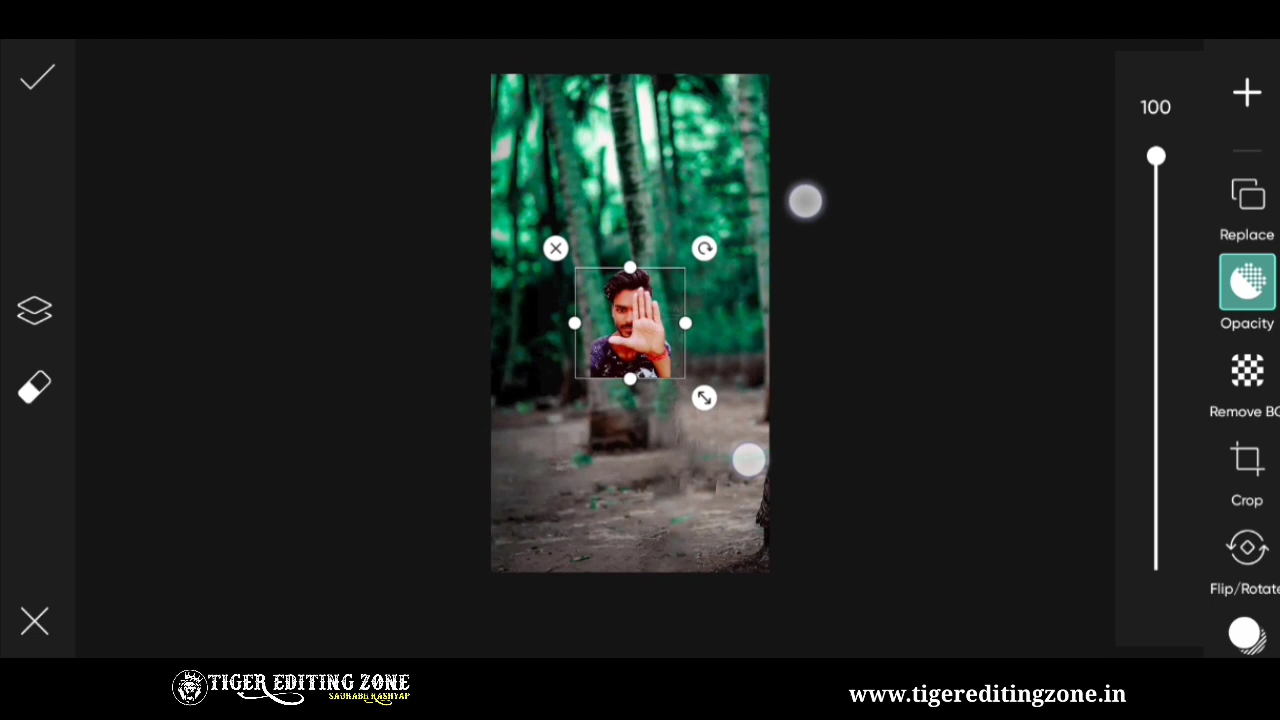 100
Replace
Opacity
Remove BG
Crop
Flip/Rotate
TIGER EDITING ZONE
SAURABH KASHYAP
www.tigereditingzone.in